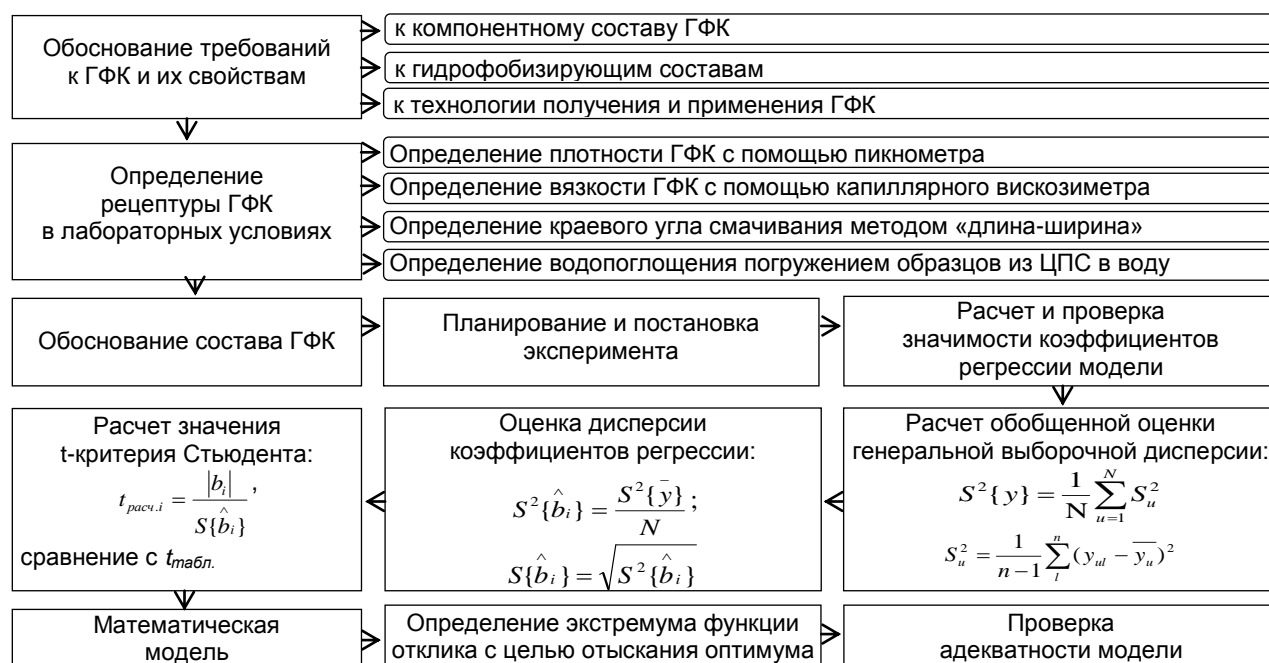 Обоснование требований
к ГФК и их свойствам
к компонентному составу ГФК
к гидрофобизирующим составам
к технологии получения и применения ГФК
Определение
рецептуры ГФК
в лабораторных условиях
Определение плотности ГФК с помощью пикнометра
Определение вязкости ГФК с помощью капиллярного вискозиметра
Определение краевого угла смачивания методом «длина-ширина»
Определение водопоглощения погружением образцов из ЦПС в воду
Обоснование состава ГФК
Планирование и постановка
эксперимента
Расчет и проверка
значимости коэффициентов
регрессии модели
Расчет значения
t-критерия Стьюдента:
t_{расч.i} = |b_i| / S{b̂_i} ,
сравнение с t_{табл.}
Оценка дисперсии
коэффициентов регрессии:
S²{b̂_i} = S²{ȳ} / N ;
S{b̂_i} = √(S²{b̂_i})
Расчет обобщенной оценки
генеральной выборочной дисперсии:
S²{y} = 1/N ∑_{u=1}^{N} S_u²
S_u² = 1/(n−1) ∑_{l}^{n} (y_{ul} − y̅_u̅)²
Математическая
модель
Определение экстремума функции
отклика с целью отыскания оптимума
Проверка
адекватности модели